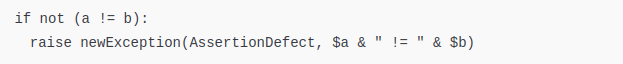 if not (a != b):
  raise newException(AssertionDefect, $a & " != " & $b)